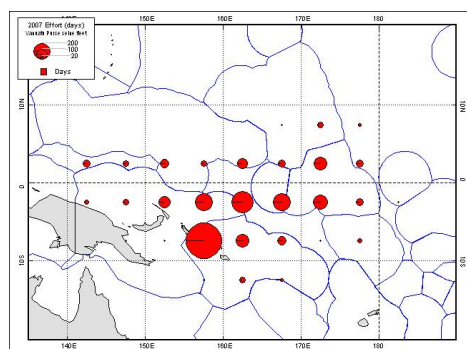 140E 150E 160E 170E 180
2007 Effort (days)
Vanuatu Purse seine fleet
200
100
20
Days
10N 10N
0 0
10S 10S
140E 150E 160E 170E 180